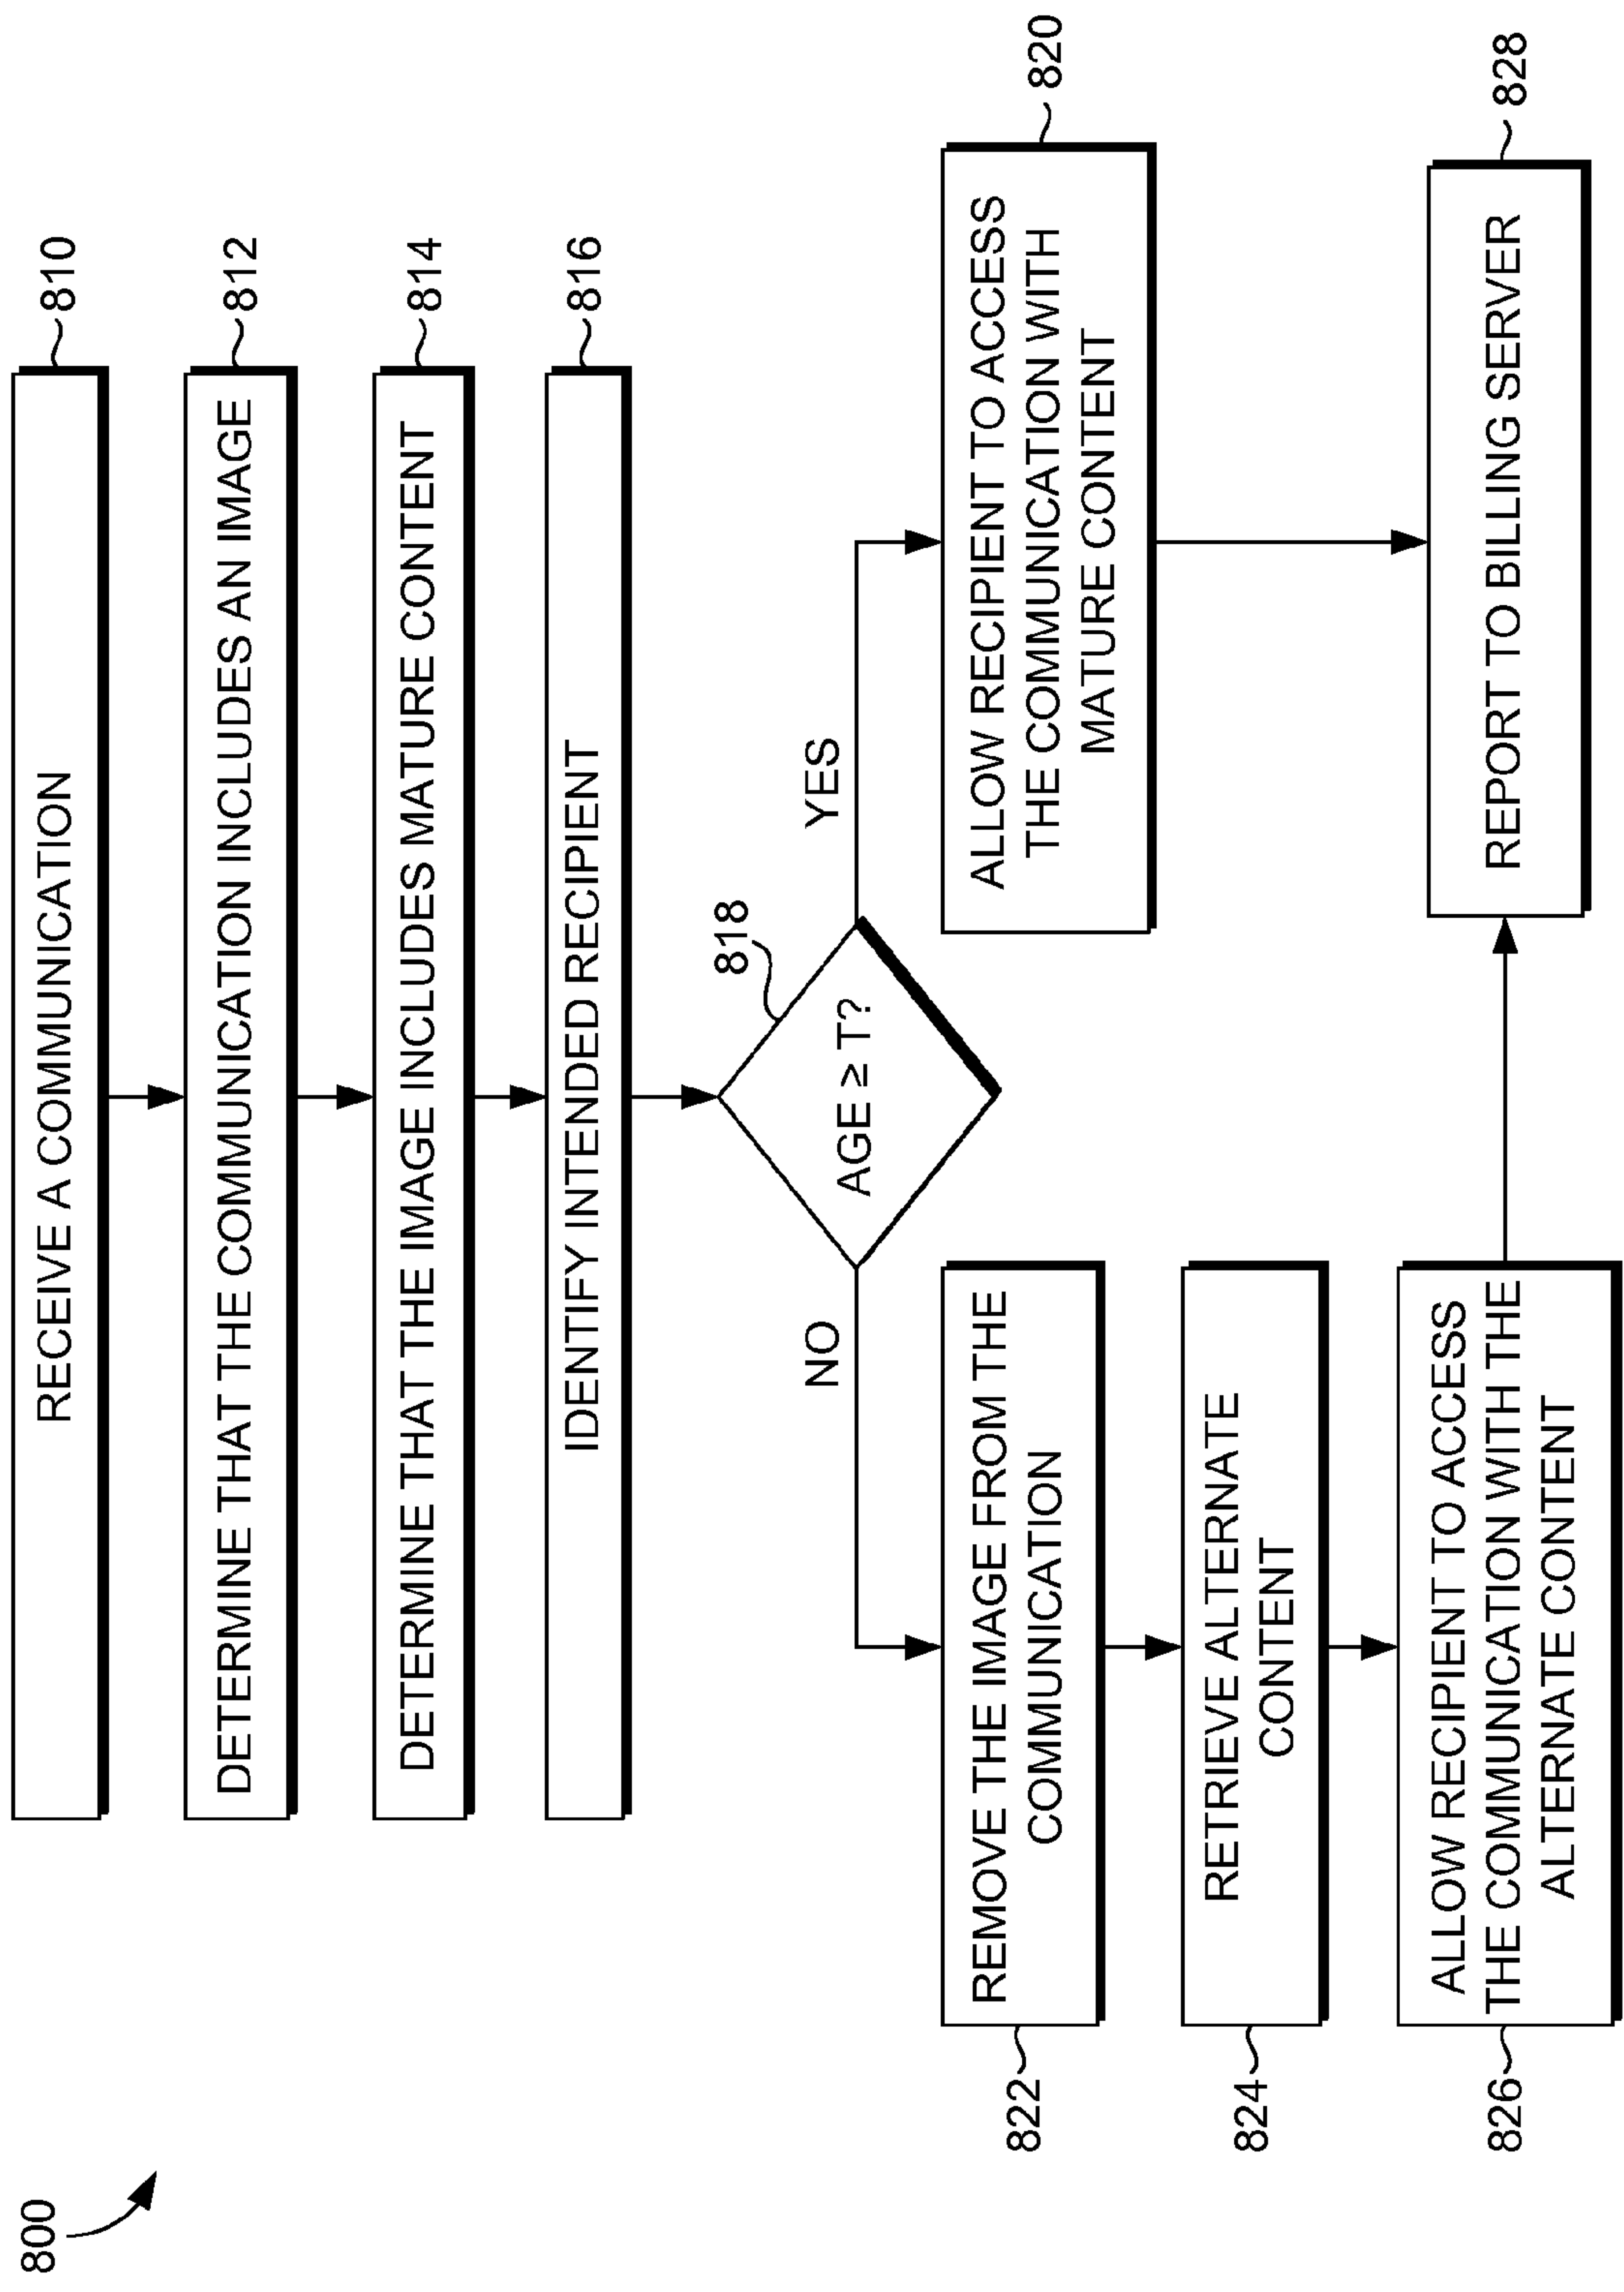 800
RECEIVE A COMMUNICATION
810
DETERMINE THAT THE COMMUNICATION INCLUDES AN IMAGE
812
DETERMINE THAT THE IMAGE INCLUDES MATURE CONTENT
814
IDENTIFY INTENDED RECIPIENT
816
818
AGE ≥ T?
NO
YES
822
REMOVE THE IMAGE FROM THE
COMMUNICATION
ALLOW RECIPIENT TO ACCESS
THE COMMUNICATION WITH
MATURE CONTENT
820
824
RETRIEVE ALTERNATE
CONTENT
826
ALLOW RECIPIENT TO ACCESS
THE COMMUNICATION WITH THE
ALTERNATE CONTENT
REPORT TO BILLING SERVER
828